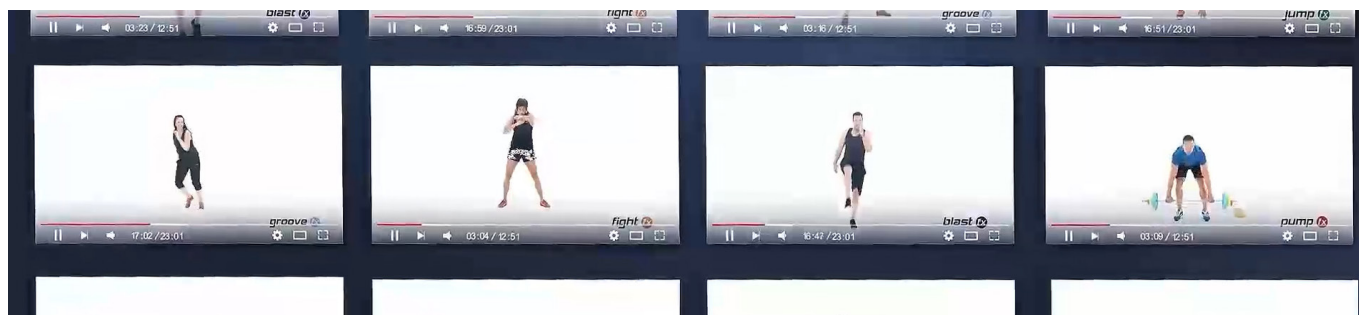 blast fx
fight fx
groove fx
jump fx
03:23 / 12:51
16:59 / 23:01
03:16 / 12:51
16:51 / 23:01
groove fx
fight fx
blast fx
pump fx
17:02 / 23:01
03:04 / 12:51
16:47 / 23:01
03:09 / 12:51